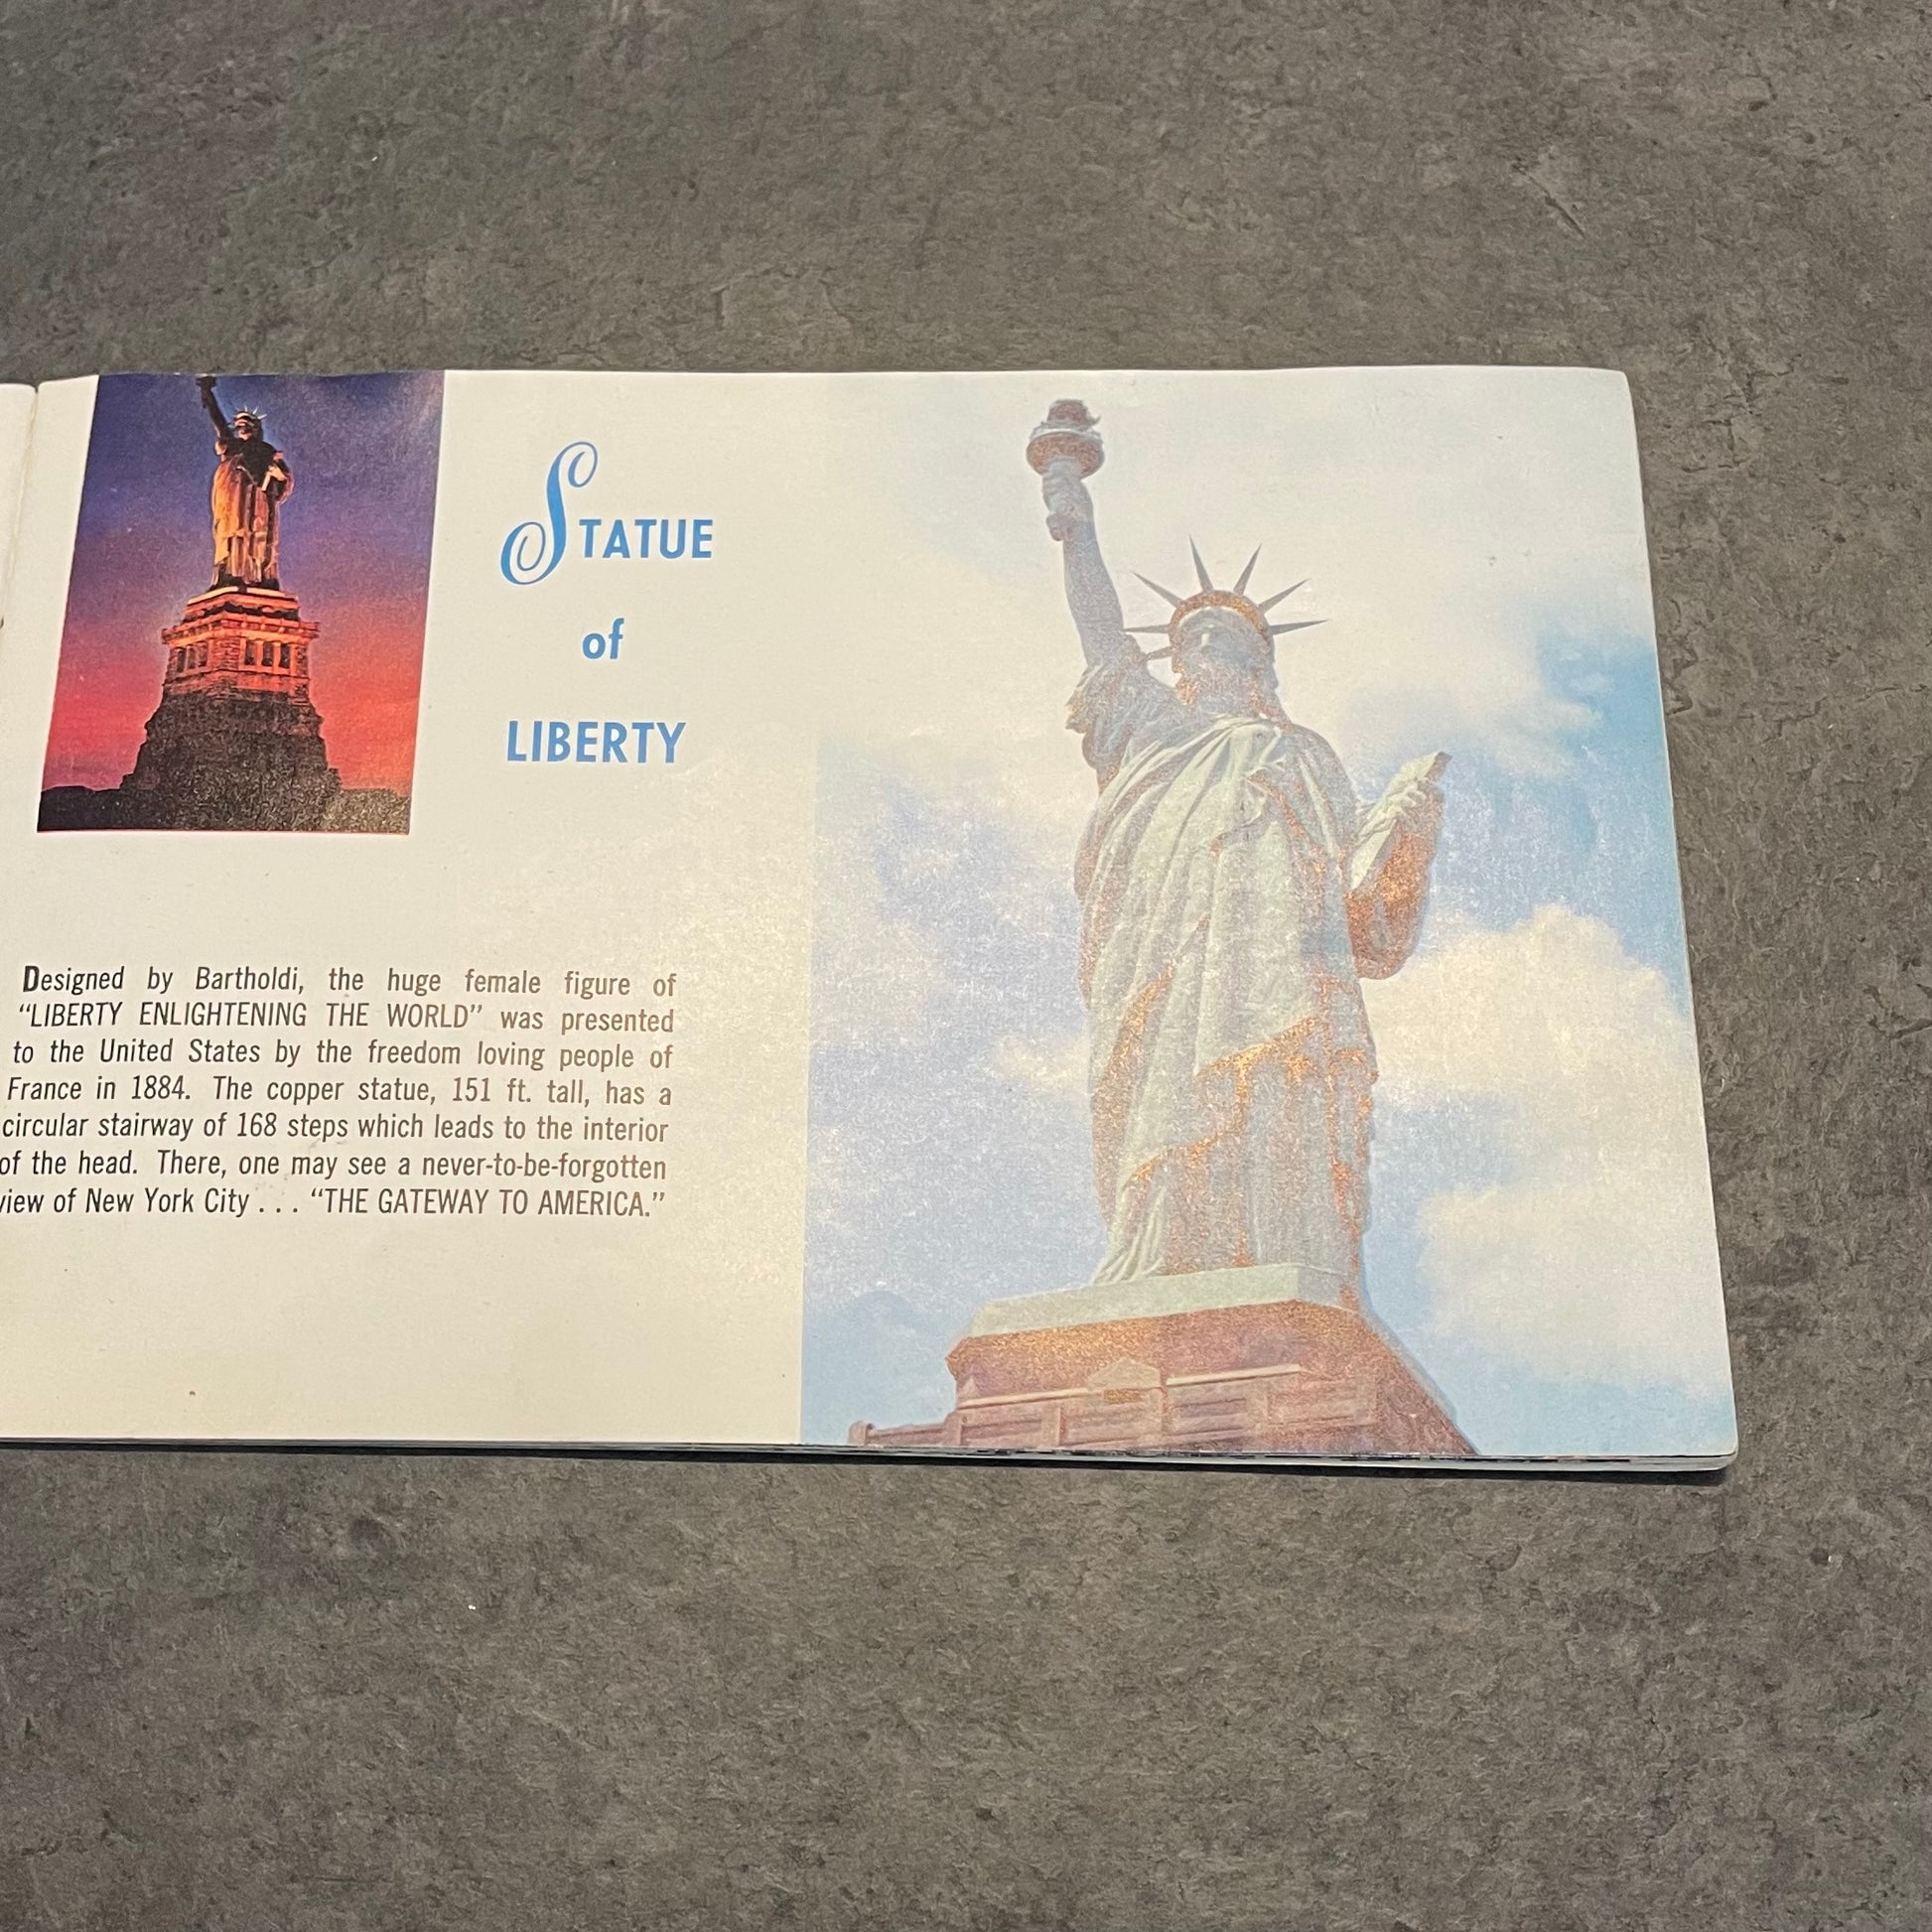 STATUE
of
LIBERTY
Designed by Bartholdi, the huge female figure of
“LIBERTY ENLIGHTENING THE WORLD” was presented
to the United States by the freedom loving people of
France in 1884. The copper statue, 151 ft. tall, has a
circular stairway of 168 steps which leads to the interior
of the head. There, one may see a never-to-be-forgotten
view of New York City . . . “THE GATEWAY TO AMERICA.”